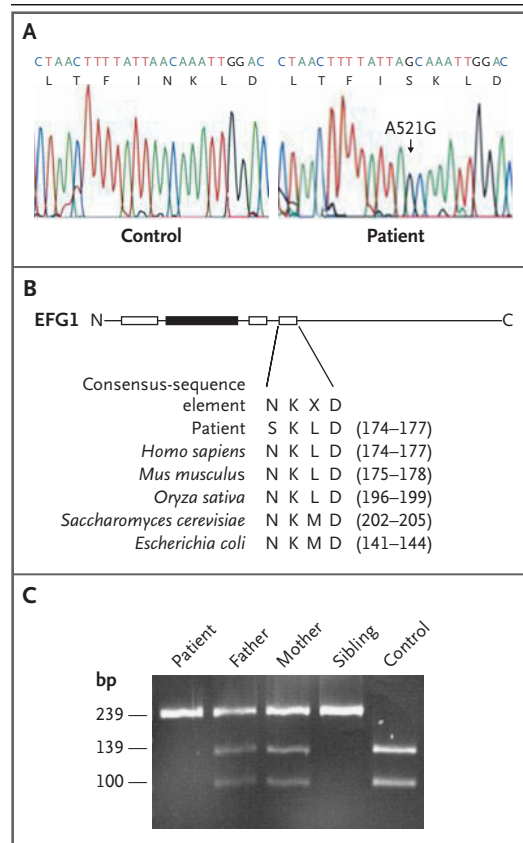 A
CTAACTTTTATTAACAAATTGGAC CTAACTTTTATTAGCAAATTGGAC
L T F I N K L D L T F I S K L D
A521G
Control Patient
B
EFG1 N C
Consensus-sequence
element N K X D
Patient S K L D (174–177)
Homo sapiens N K L D (174–177)
Mus musculus N K L D (175–178)
Oryza sativa N K L D (196–199)
Saccharomyces cerevisiae N K M D (202–205)
Escherichia coli N K M D (141–144)
C
Patient Father Mother Sibling Control
bp
239
139
100